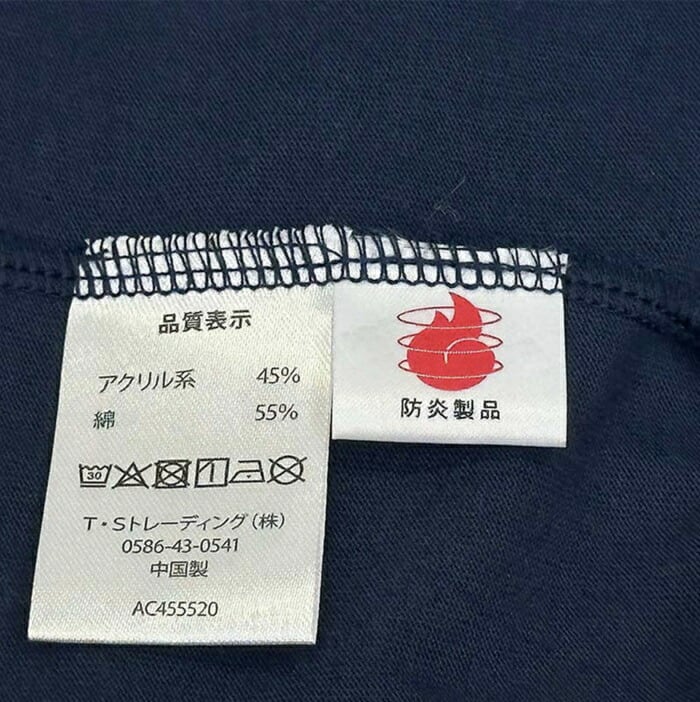 品質表示
アクリル系 45%
綿 55%
30
T・Sトレーディング(株)
0586-43-0541
中国製
AC455520
防炎製品